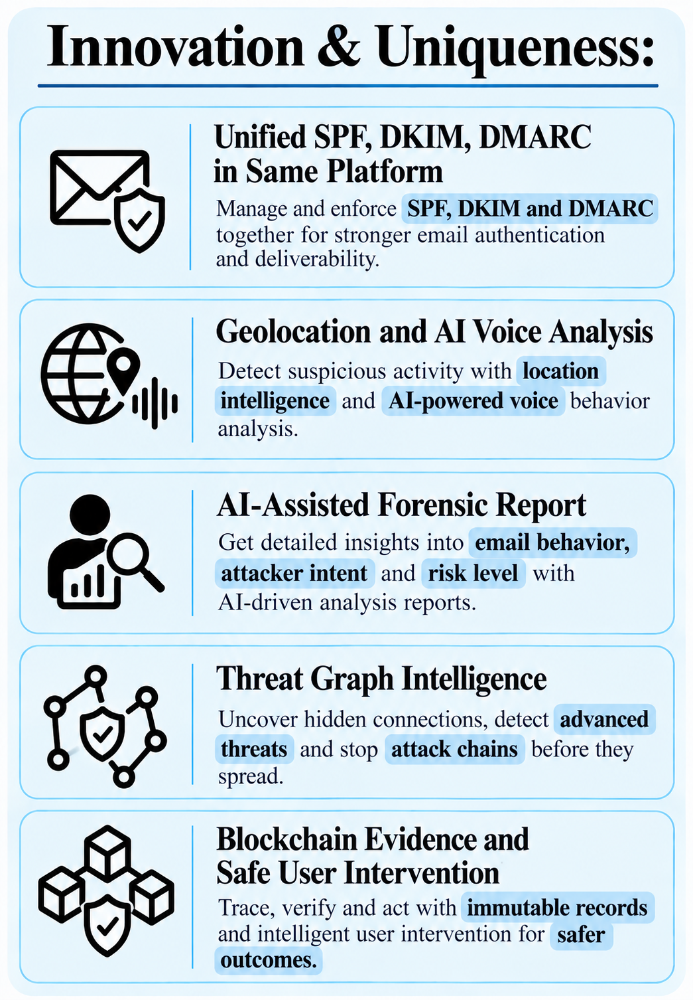 Innovation & Uniqueness:
Unified SPF, DKIM, DMARC
in Same Platform
Manage and enforce SPF, DKIM and DMARC
together for stronger email authentication
and deliverability.
Geolocation and AI Voice Analysis
Detect suspicious activity with location
intelligence and AI-powered voice behavior
analysis.
AI-Assisted Forensic Report
Get detailed insights into email behavior,
attacker intent and risk level with
AI-driven analysis reports.
Threat Graph Intelligence
Uncover hidden connections, detect advanced
threats and stop attack chains before they
spread.
Blockchain Evidence and
Safe User Intervention
Trace, verify and act with immutable records
and intelligent user intervention for safer
outcomes.